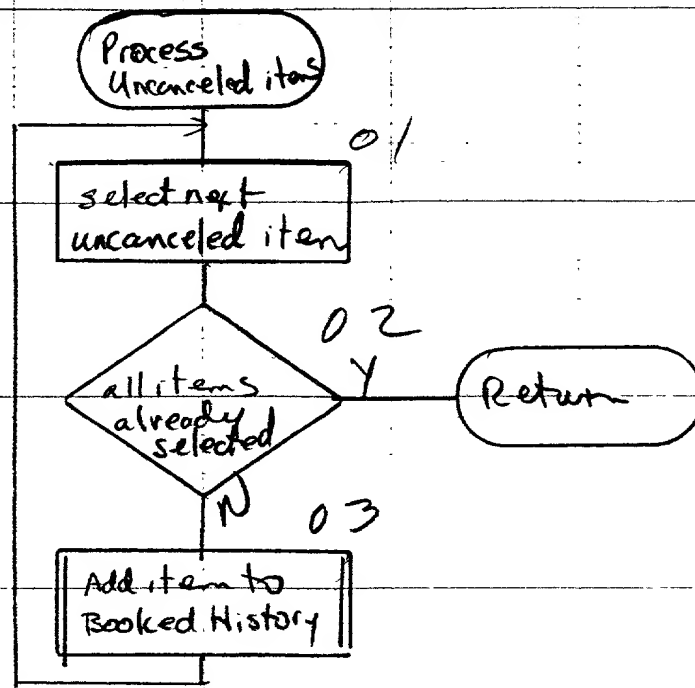 Process
Uncanceled items
01
select next
uncanceled item
02
all items
already
selected
Y
Return
N
03
Add item to
Booked History